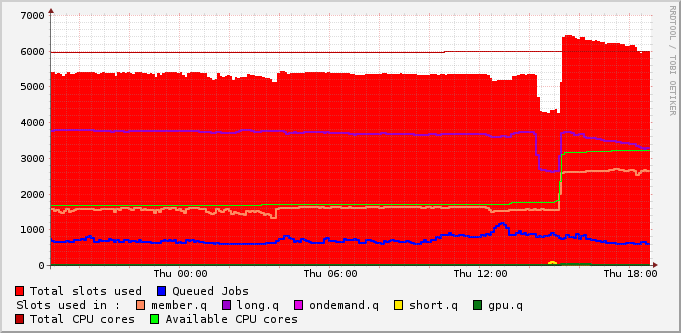 RRDTOOL / TOBI OETIKER
7000
6000
5000
4000
3000
2000
1000
0
Thu 00:00 Thu 06:00 Thu 12:00 Thu 18:00
Total slots used Queued Jobs
Slots used in : member.q long.q ondemand.q short.q gpu.q
Total CPU cores Available CPU cores